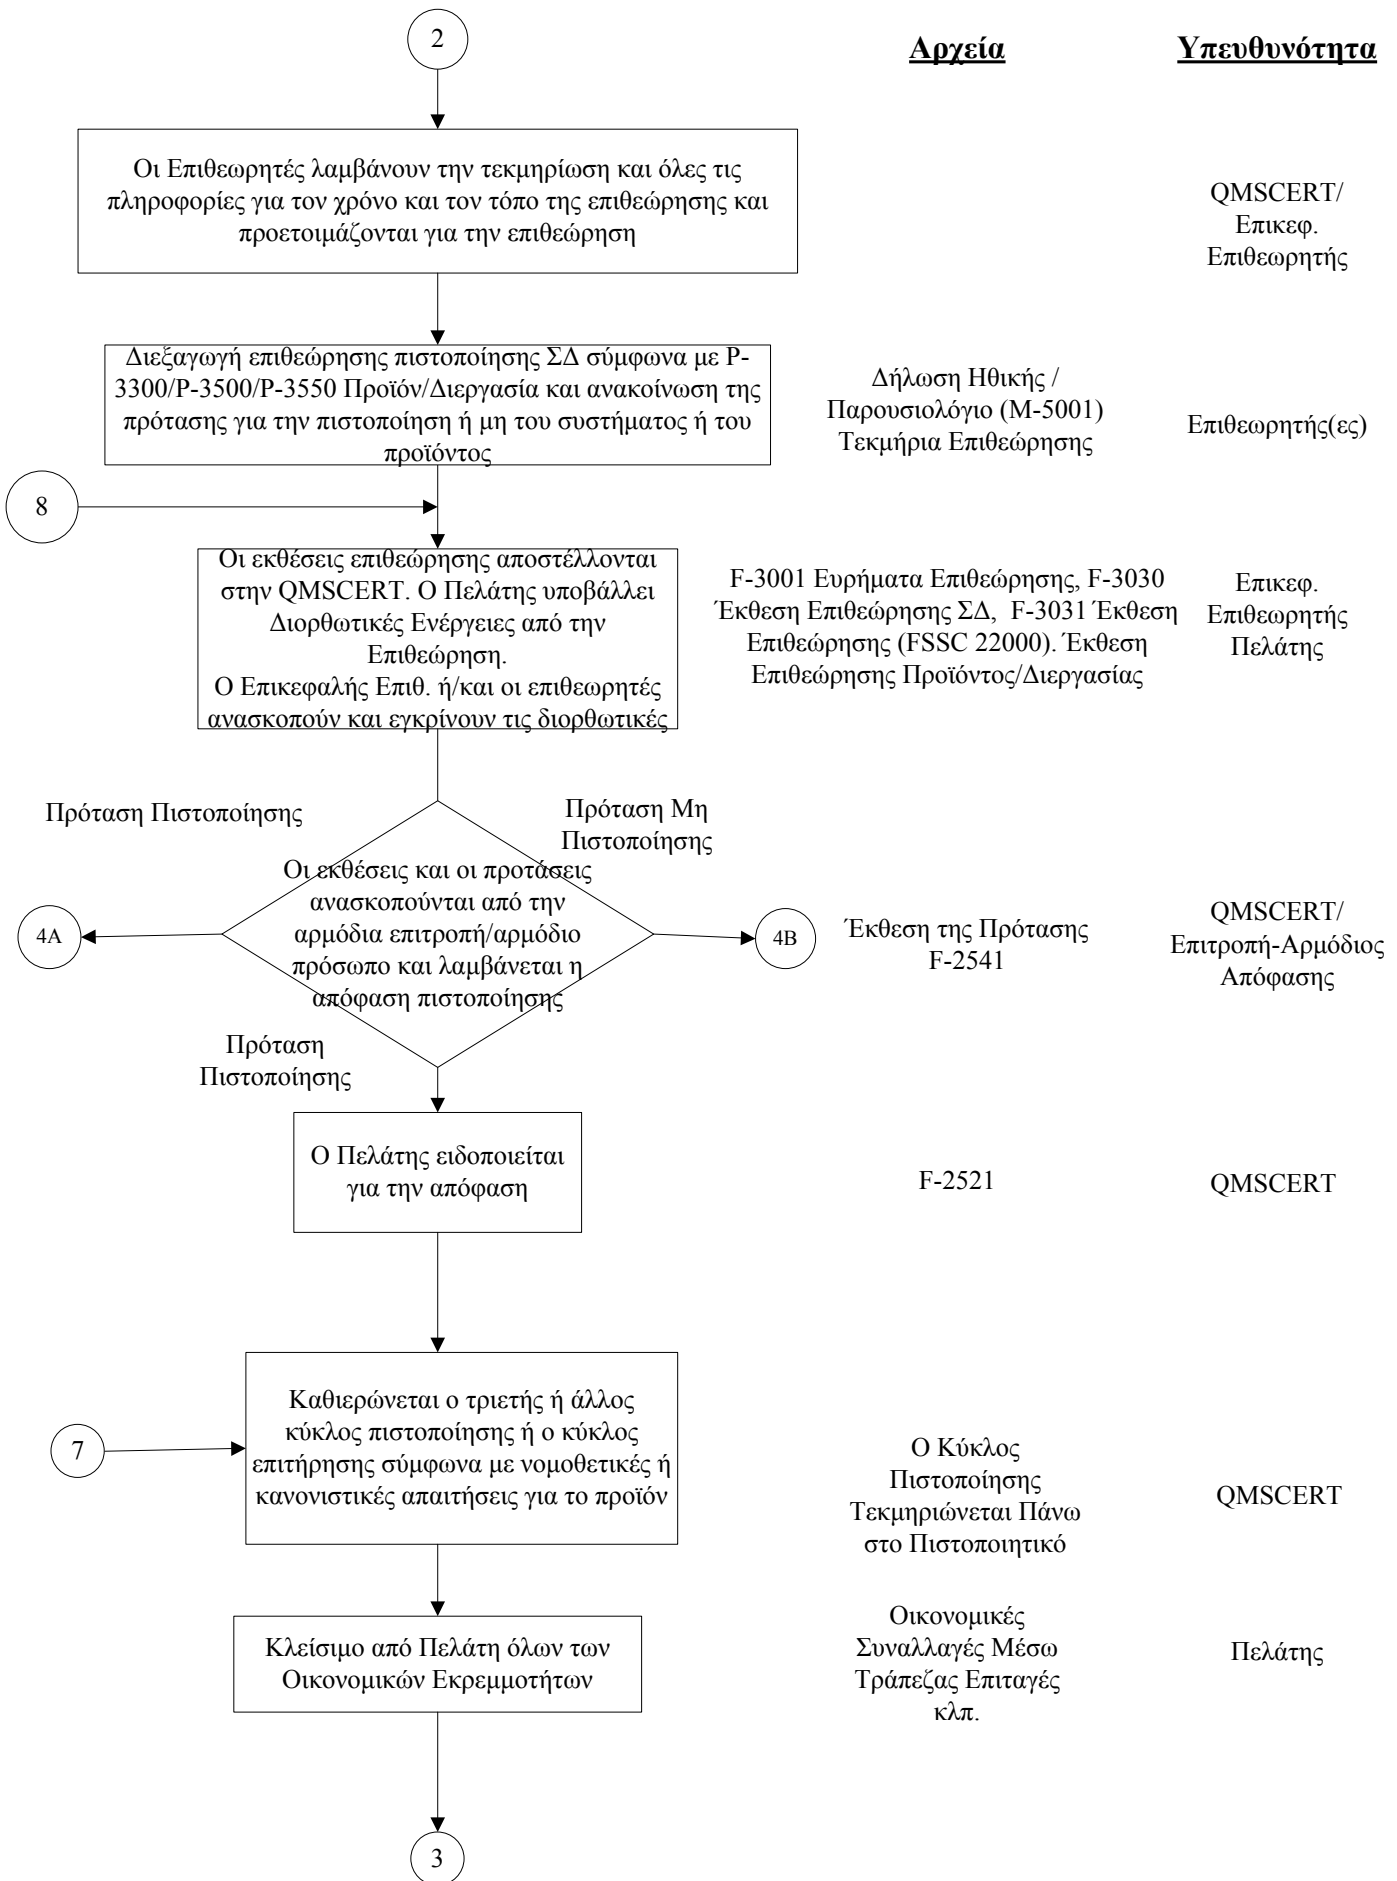 2
Αρχεία
Υπευθυνότητα
Οι Επιθεωρητές λαμβάνουν την τεκμηρίωση και όλες τις
πληροφορίες για τον χρόνο και τον τόπο της επιθεώρησης και
προετοιμάζονται για την επιθεώρηση
QMSCERT/
Επικεφ.
Επιθεωρητής
Διεξαγωγή επιθεώρησης πιστοποίησης ΣΔ σύμφωνα με P-
3300/P-3500/P-3550 Προϊόν/Διεργασία και ανακοίνωση της
πρότασης για την πιστοποίηση ή μη του συστήματος ή του
προϊόντος
Δήλωση Ηθικής /
Παρουσιολόγιο (M-5001)
Τεκμήρια Επιθεώρησης
Επιθεωρητής(ες)
8
Οι εκθέσεις επιθεώρησης αποστέλλονται
στην QMSCERT. Ο Πελάτης υποβάλλει
Διορθωτικές Ενέργειες από την
Επιθεώρηση.
Ο Επικεφαλής Επιθ. ή/και οι επιθεωρητές
ανασκοπούν και εγκρίνουν τις διορθωτικές
F-3001 Ευρήματα Επιθεώρησης, F-3030
Έκθεση Επιθεώρησης ΣΔ,  F-3031 Έκθεση
Επιθεώρησης (FSSC 22000). Έκθεση
Επιθεώρησης Προϊόντος/Διεργασίας
Επικεφ.
Επιθεωρητής
Πελάτης
Πρόταση Πιστοποίησης
Πρόταση Μη
Πιστοποίησης
Οι εκθέσεις και οι προτάσεις
ανασκοπούνται από την
αρμόδια επιτροπή/αρμόδιο
πρόσωπο και λαμβάνεται η
απόφαση πιστοποίησης
4A
4B
Έκθεση της Πρότασης
F-2541
QMSCERT/
Επιτροπή-Αρμόδιος
Απόφασης
Πρόταση
Πιστοποίησης
Ο Πελάτης ειδοποιείται
για την απόφαση
F-2521
QMSCERT
7
Καθιερώνεται ο τριετής ή άλλος
κύκλος πιστοποίησης ή ο κύκλος
επιτήρησης σύμφωνα με νομοθετικές ή
κανονιστικές απαιτήσεις για το προϊόν
Ο Κύκλος
Πιστοποίησης
Τεκμηριώνεται Πάνω
στο Πιστοποιητικό
QMSCERT
Κλείσιμο από Πελάτη όλων των
Οικονομικών Εκρεμμοτήτων
Οικονομικές
Συναλλαγές Μέσω
Τράπεζας Επιταγές
κλπ.
Πελάτης
3